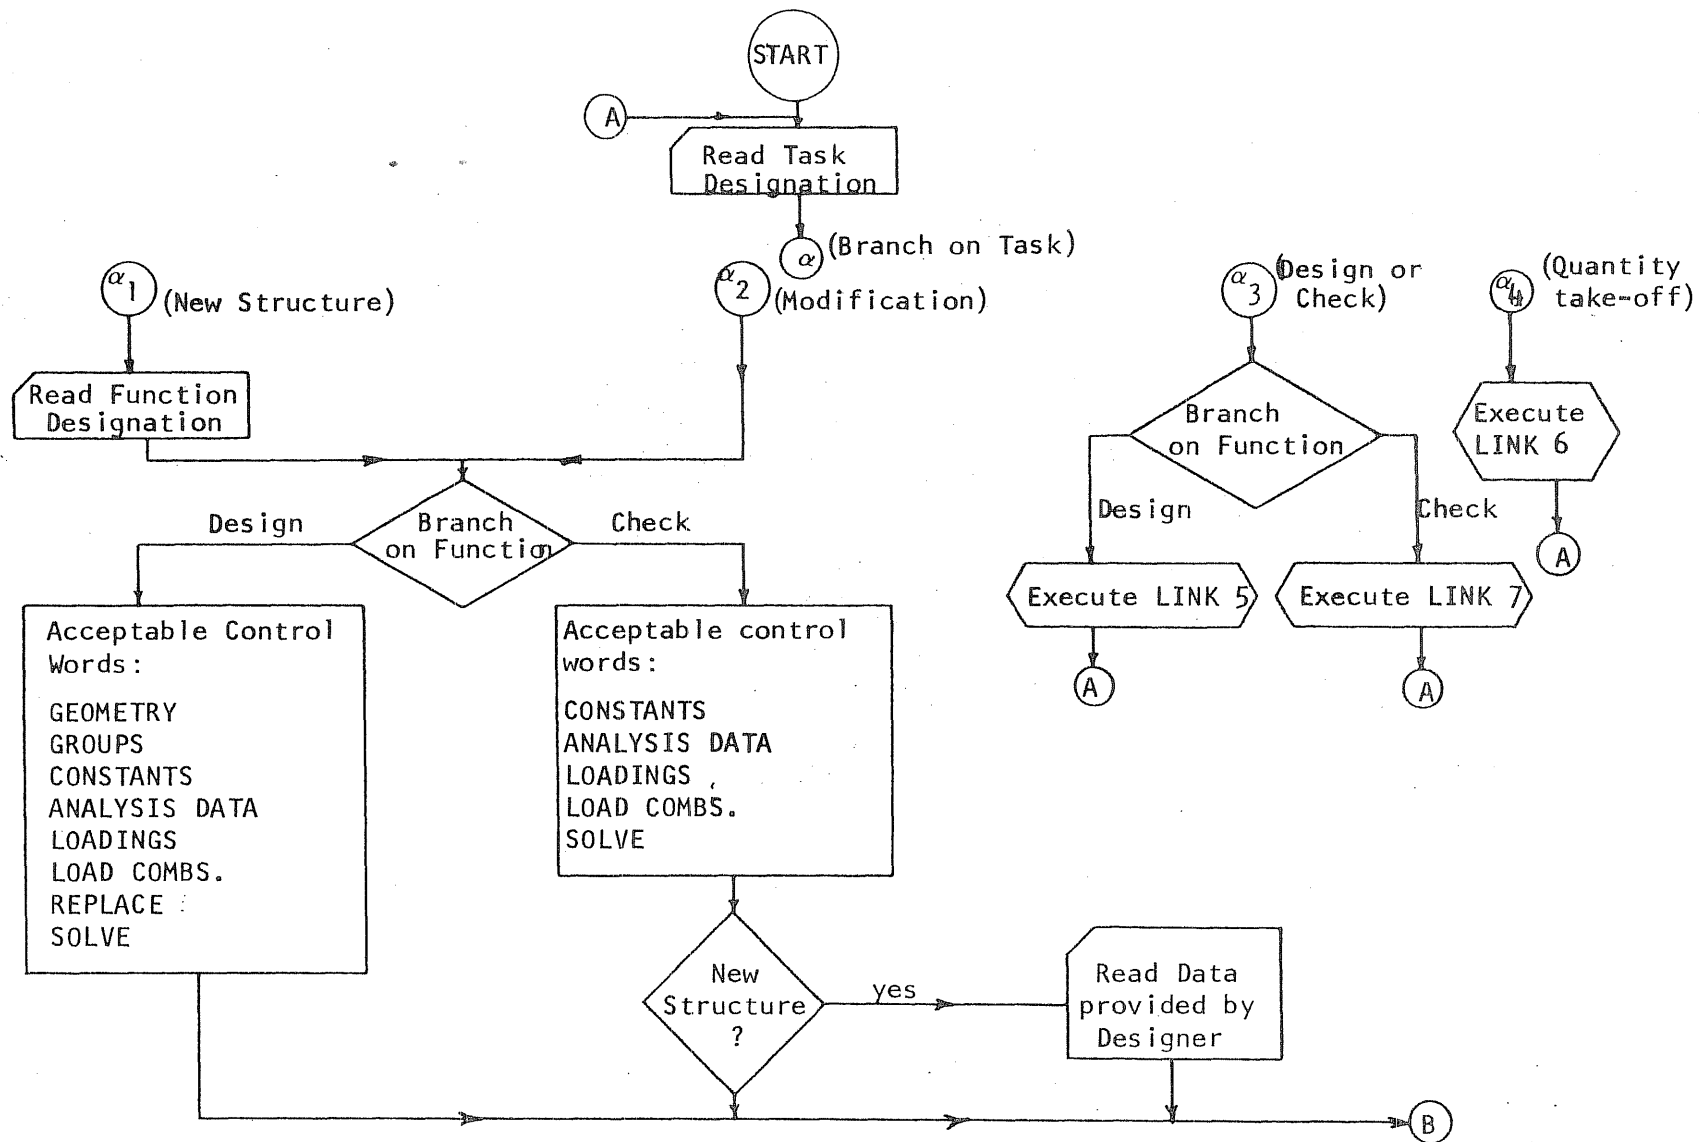 START
A
Read Task
Designation
α (Branch on Task)
α1 (New Structure)
Read Function
Designation
α2 (Modification)
Branch
on Function
Design
Check
Acceptable Control
Words:
GEOMETRY
GROUPS
CONSTANTS
ANALYSIS DATA
LOADINGS
LOAD COMBS.
REPLACE
SOLVE
Acceptable control
words:
CONSTANTS
ANALYSIS DATA
LOADINGS
LOAD COMBS.
SOLVE
New
Structure
?
yes
Read Data
provided by
Designer
B
α3 (Design or
Check)
Branch
on Function
Design
Check
Execute LINK 5
Execute LINK 7
A
A
α4 (Quantity
take-off)
Execute
LINK 6
A